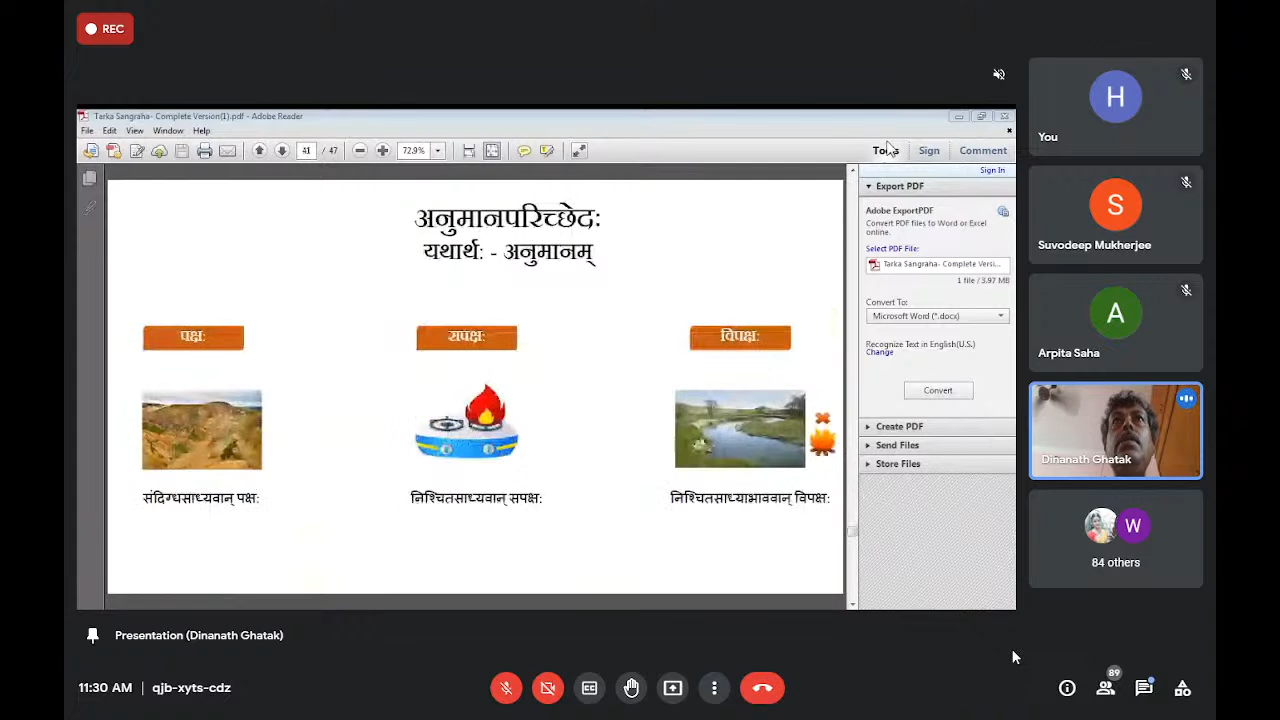 REC
Tarka Sangraha- Complete Version(1).pdf - Adobe Reader
File Edit View Window Help
41 / 47 72.9% Tools Sign Comment
Sign In
Export PDF
Adobe ExportPDF
Convert PDF files to Word or Excel
online.
Select PDF File:
Tarka Sangraha- Complete Versi...
1 file / 3.97 MB
Convert To:
Microsoft Word (*.docx)
Recognize Text in English(U.S.)
Change
Convert
Create PDF
Send Files
Store Files
अनुमानपरिच्छेदः
यथार्थः - अनुमानम्
पक्षः सपक्षः विपक्षः
संदिग्धसाध्यवान् पक्षः निश्चितसाध्यवान् सपक्षः निश्चितसाध्याभाववान् विपक्षः
H
You
S
Suvodeep Mukherjee
A
Arpita Saha
Dinanath Ghatak
W
84 others
Presentation (Dinanath Ghatak)
11:30 AM | qjb-xyts-cdz
89